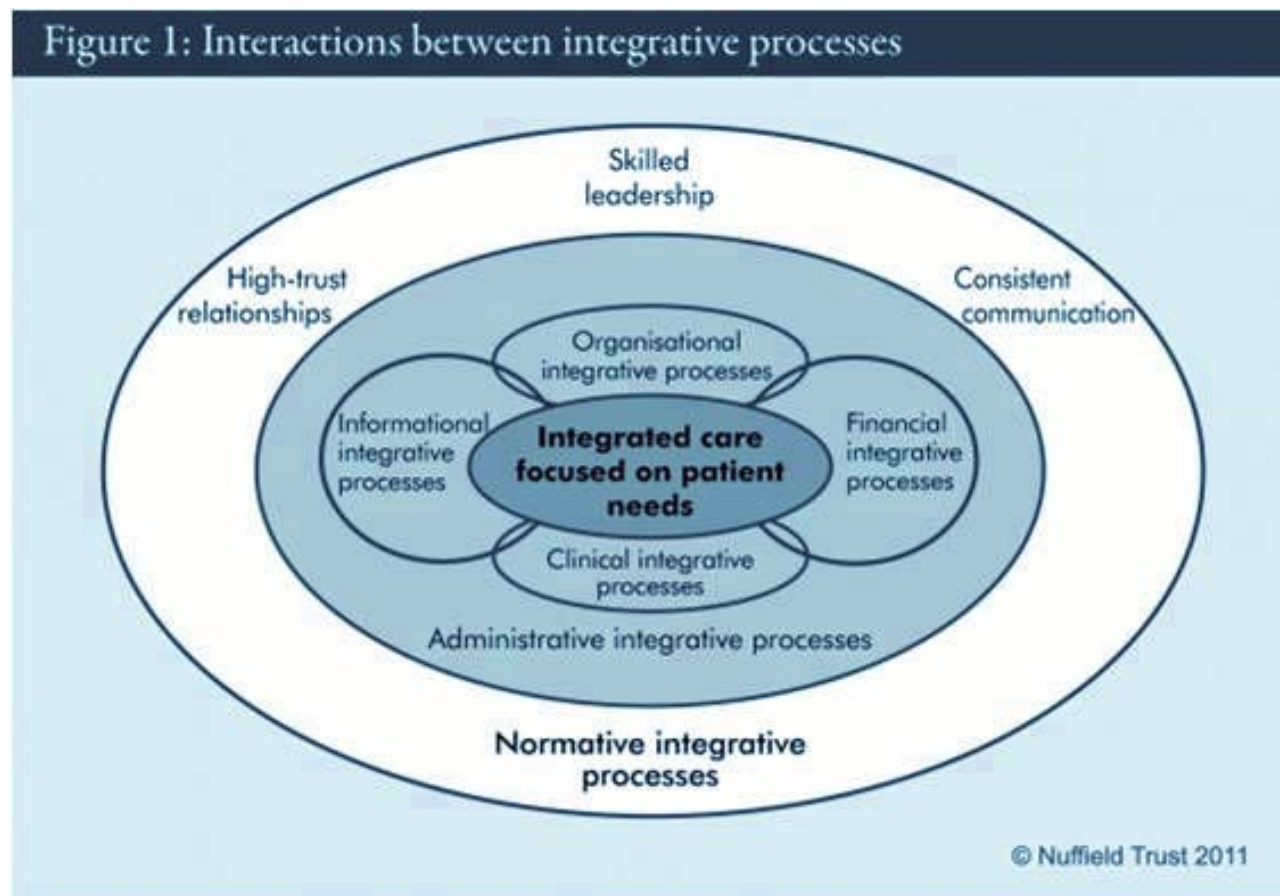 Figure 1: Interactions between integrative processes
Skilled
leadership
High-trust
relationships
Consistent
communication
Organisational
integrative processes
Informational
integrative
processes
Integrated care
focused on patient
needs
Financial
integrative
processes
Clinical integrative
processes
Administrative integrative processes
Normative integrative
processes
© Nuffield Trust 2011